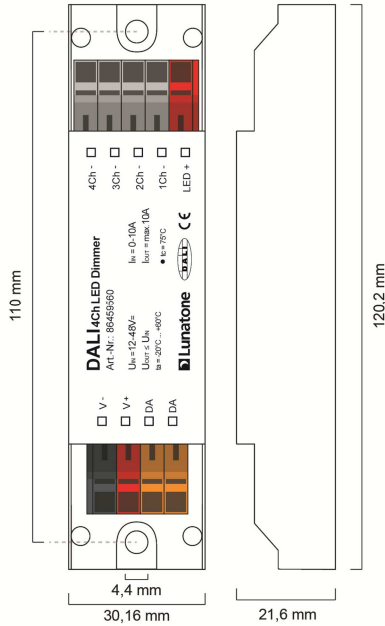 4Ch -
3Ch -
2Ch -
1Ch -
LED +
DALI 4Ch LED Dimmer
Art.-Nr.: 86459560
UIN =12-48V= IIN = 0-10A
UOUT ≤ UIN IOUT = max.10A
ta = -20°C ... +60°C • tc = 75°C
Lunatone DALI CE
V -
V +
DA
DA
110 mm
120.2 mm
4,4 mm
30,16 mm
21,6 mm